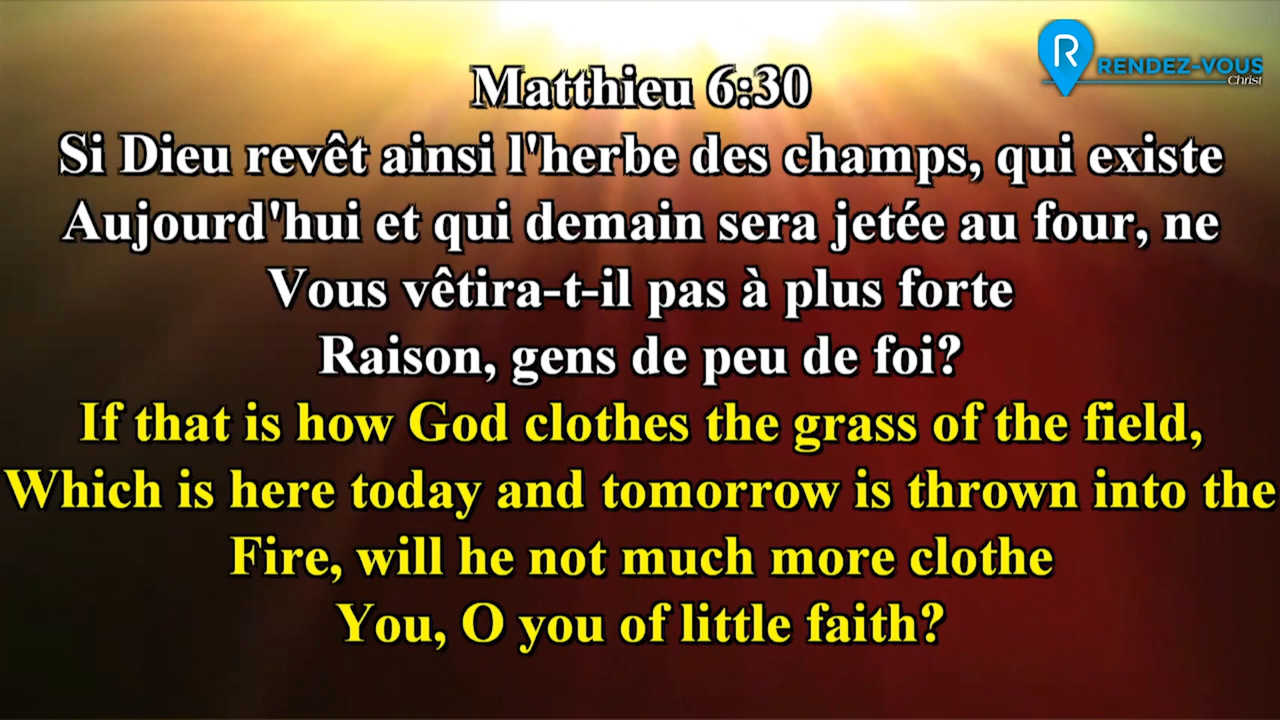 R
RENDEZ-VOUS
Christ
Matthieu 6:30
Si Dieu revêt ainsi l'herbe des champs, qui existe
Aujourd'hui et qui demain sera jetée au four, ne
Vous vêtira-t-il pas à plus forte
Raison, gens de peu de foi?
If that is how God clothes the grass of the field,
Which is here today and tomorrow is thrown into the
Fire, will he not much more clothe
You, O you of little faith?